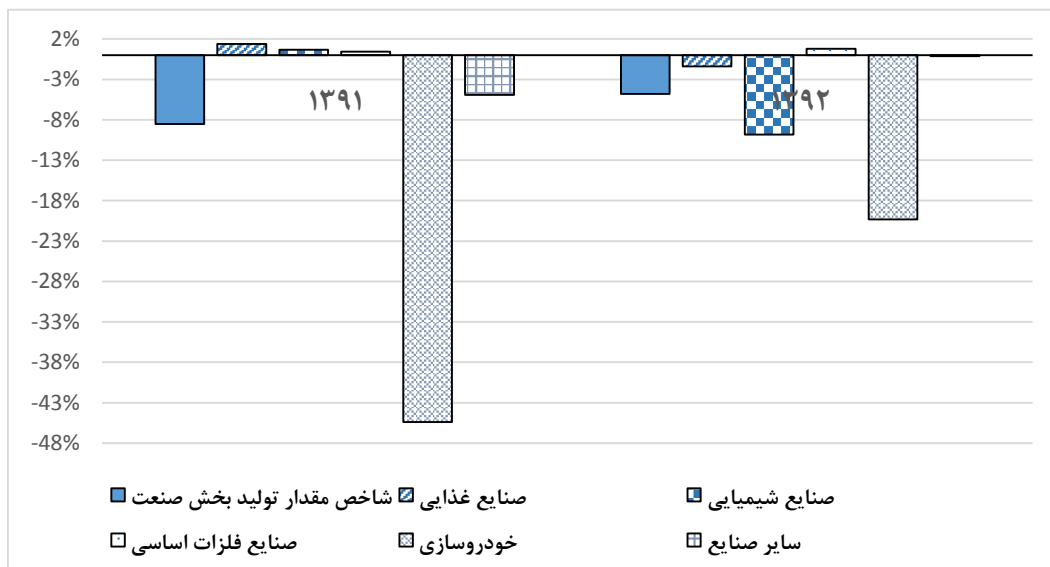 2%
-3%
-8%
-13%
-18%
-23%
-28%
-33%
-38%
-43%
-48%
۱۳۹۱
۱۳۹۲
شاخص مقدار تولید بخش صنعت
صنایع غذایی
صنایع شیمیایی
صنایع فلزات اساسی
خودروسازی
سایر صنایع